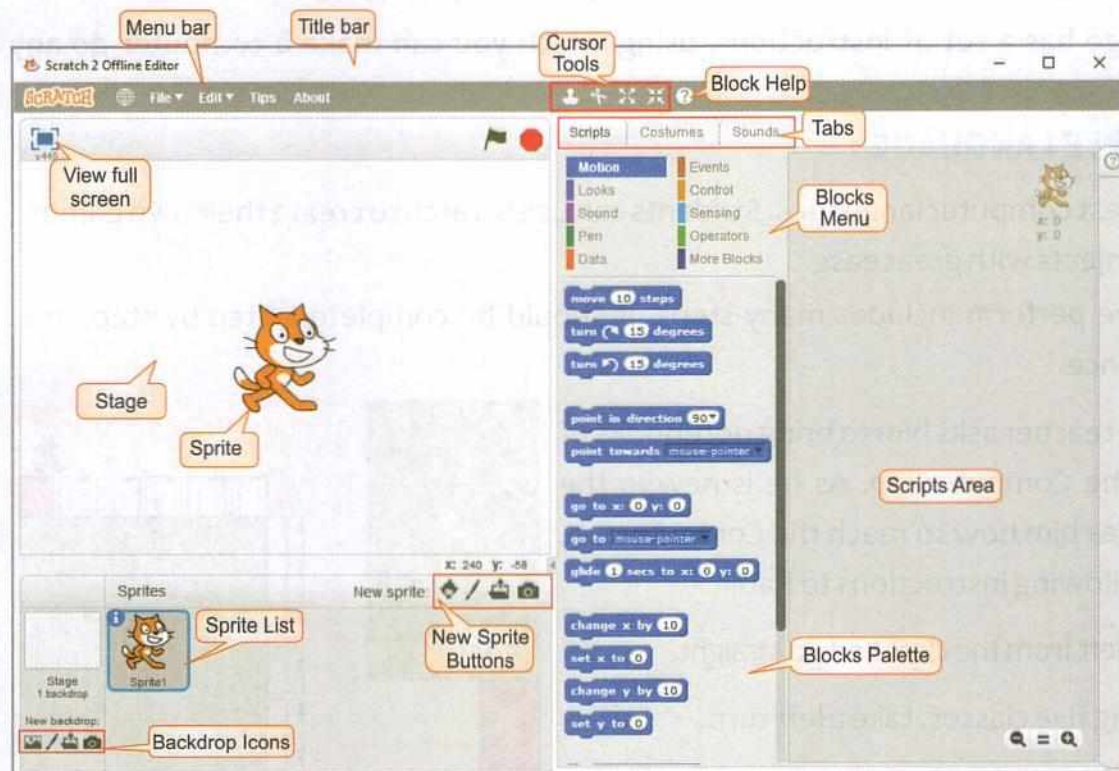 Menu bar
Title bar
Cursor Tools
Block Help
Scratch 2 Offline Editor
SCRATCH File Edit Tips About
Scripts Costumes Sounds
Tabs
v446
View full screen
Motion Events
Looks Control
Sound Sensing
Pen Operators
Data More Blocks
Blocks Menu
x: 0
y: 0
move 10 steps
turn 15 degrees
turn 15 degrees
Stage
Sprite
point in direction 90
point towards mouse-pointer
Scripts Area
go to x: 0 y: 0
go to mouse-pointer
glide 1 secs to x: 0 y: 0
x: 240 y: -58
Sprites
New sprite:
Sprite List
New Sprite Buttons
change x by 10
set x to 0
change y by 10
set y to 0
Blocks Palette
Stage
1 backdrop
Sprite1
New backdrop:
Backdrop Icons